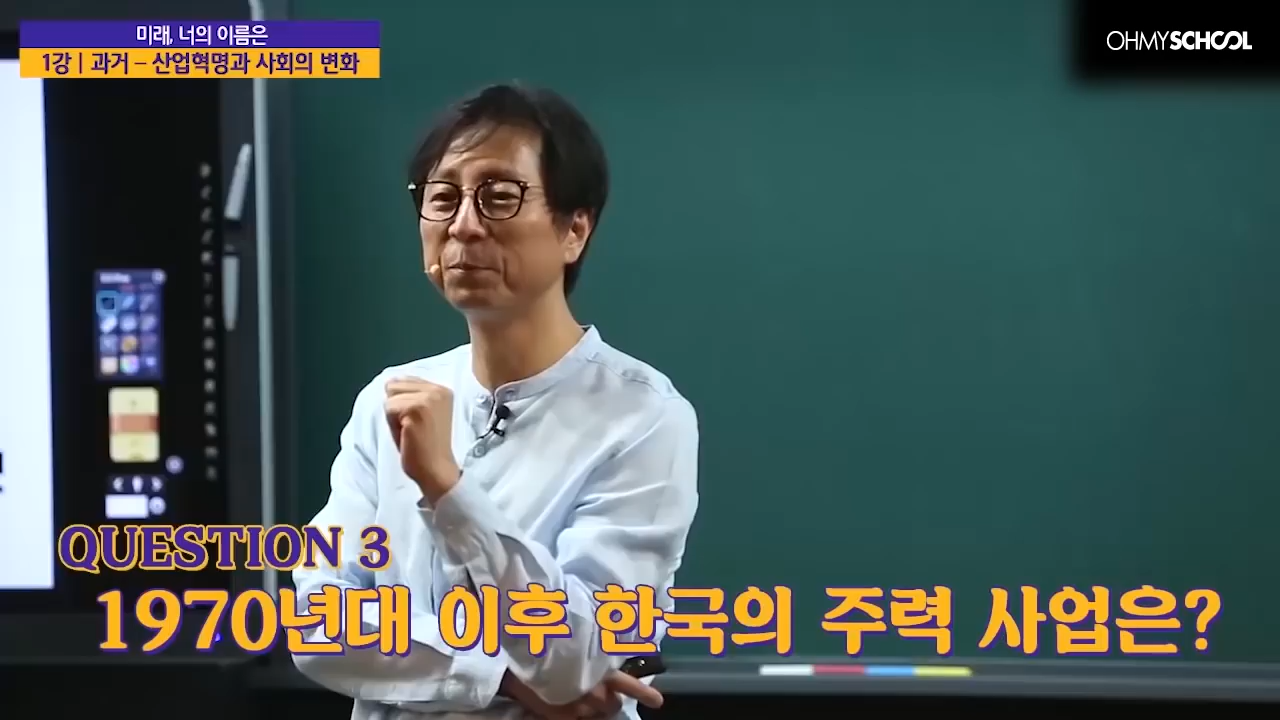 미래, 너의 이름은
1강 | 과거 – 산업혁명과 사회의 변화
OHMYSCHOOL
QUESTION 3
1970년대 이후 한국의 주력 사업은?